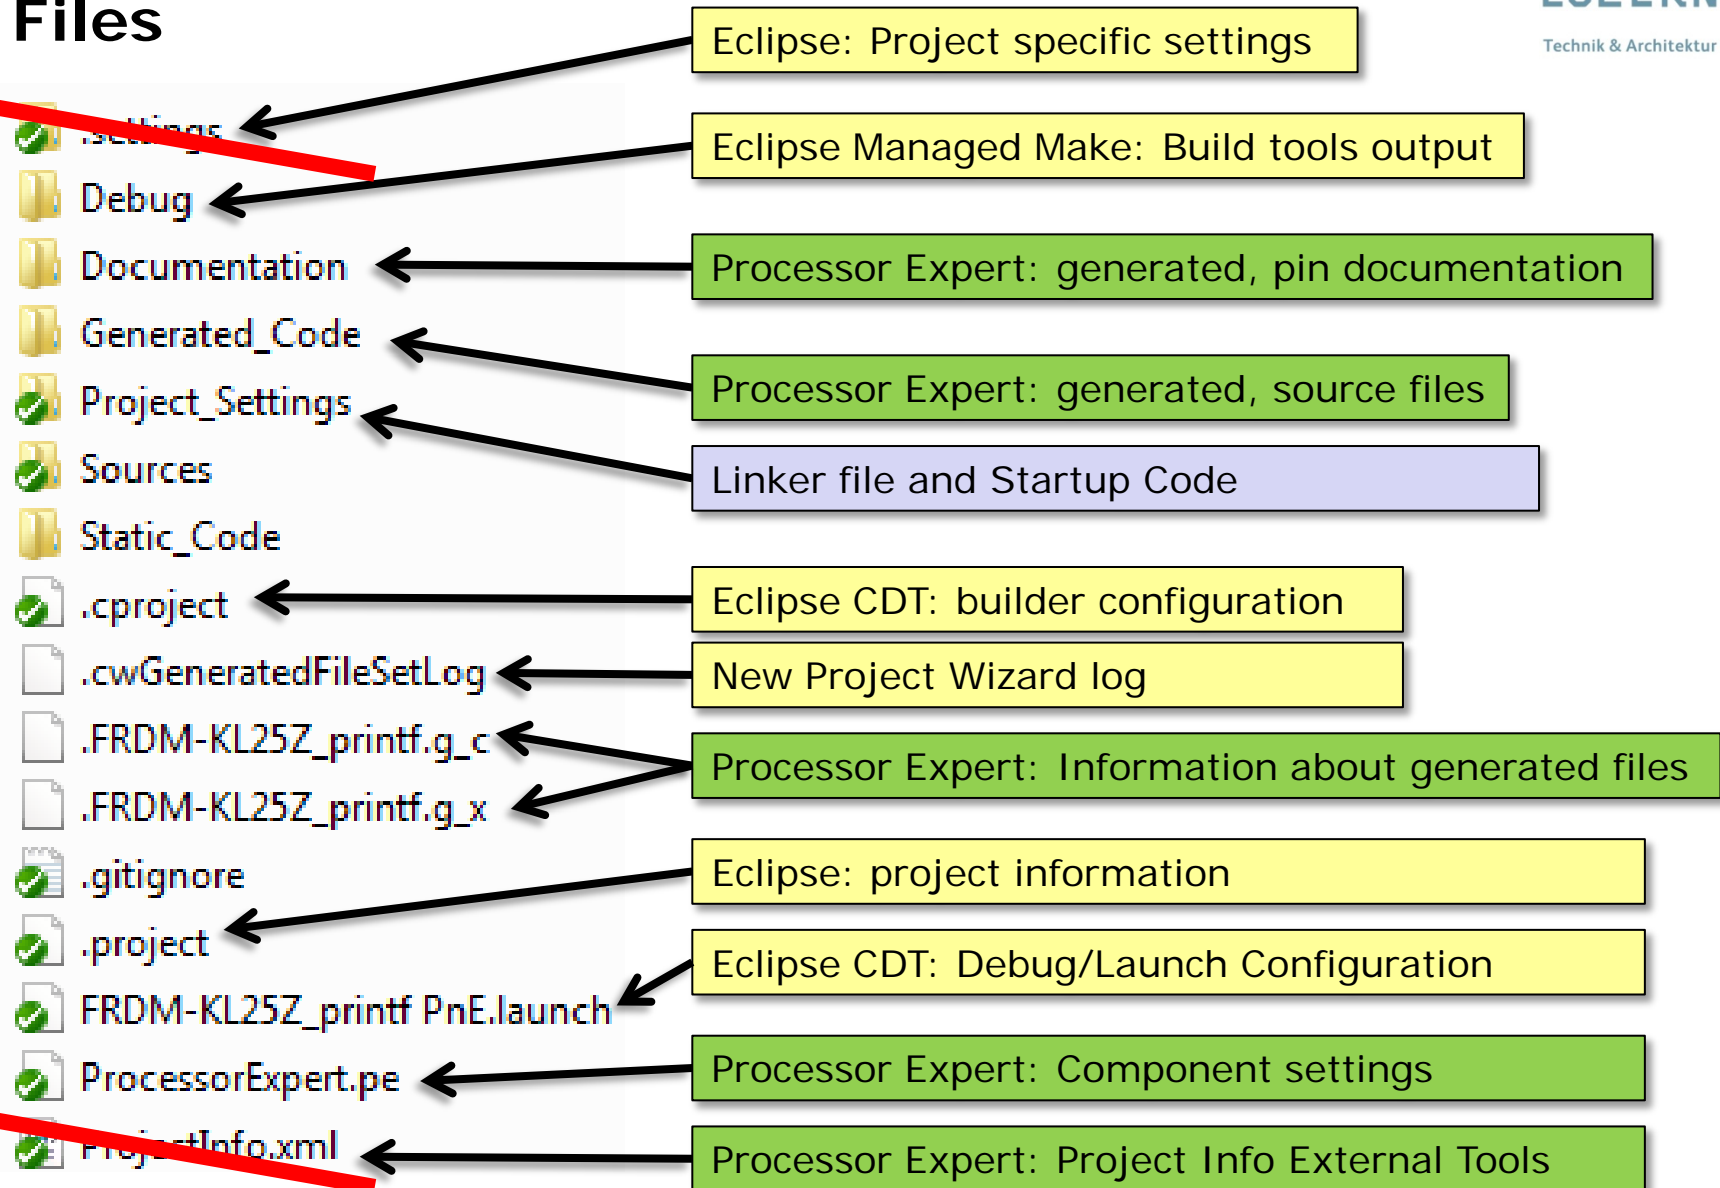 Files
Technik & Architektur
.settings
Eclipse: Project specific settings
Debug
Eclipse Managed Make: Build tools output
Documentation
Processor Expert: generated, pin documentation
Generated_Code
Processor Expert: generated, source files
Project_Settings
Linker file and Startup Code
Sources
Static_Code
.cproject
Eclipse CDT: builder configuration
.cwGeneratedFileSetLog
New Project Wizard log
.FRDM-KL25Z_printf.g_c
.FRDM-KL25Z_printf.g_x
Processor Expert: Information about generated files
.gitignore
.project
Eclipse: project information
FRDM-KL25Z_printf PnE.launch
Eclipse CDT: Debug/Launch Configuration
ProcessorExpert.pe
Processor Expert: Component settings
ProjectInfo.xml
Processor Expert: Project Info External Tools